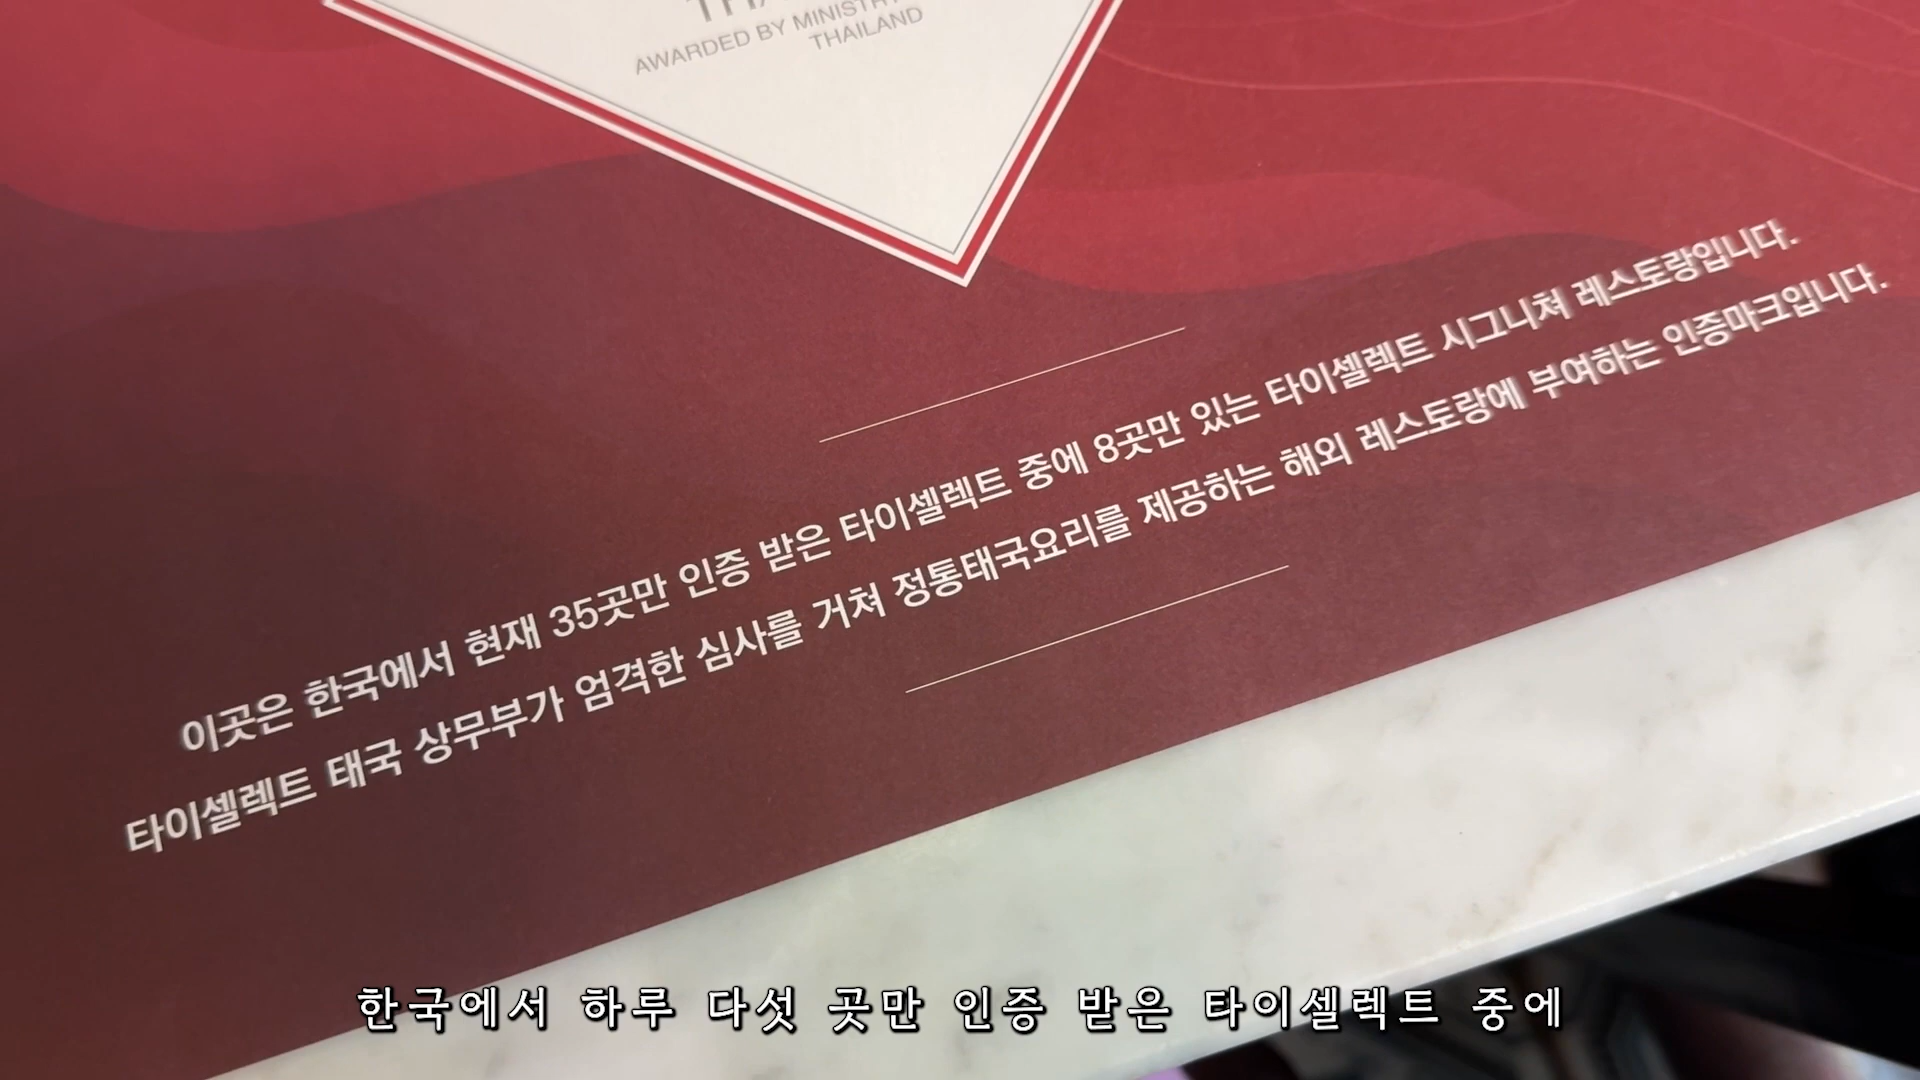 AWARDED BY MINISTRY
THAILAND
이곳은 한국에서 현재 35곳만 인증 받은 타이셀렉트 중에 8곳만 있는 타이셀렉트 시그니쳐 레스토랑입니다.
타이셀렉트 태국 상무부가 엄격한 심사를 거쳐 정통태국요리를 제공하는 해외 레스토랑에 부여하는 인증마크입니다.
한국에서 하루 다섯 곳만 인증 받은 타이셀렉트 중에